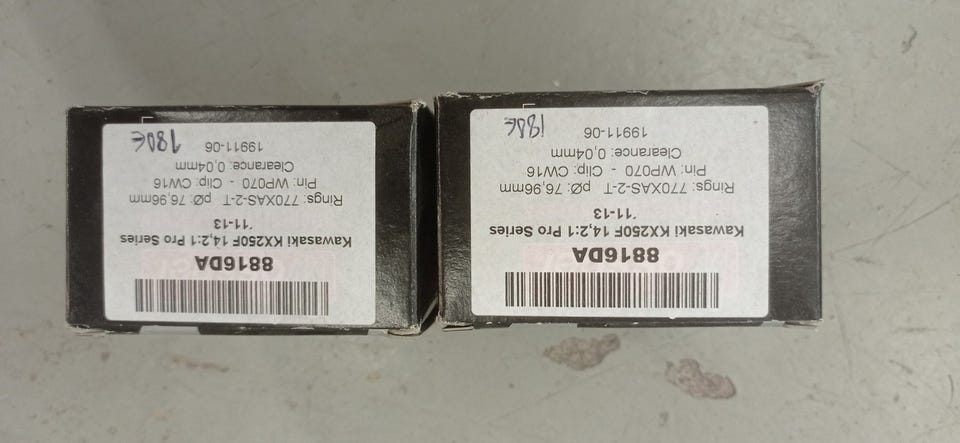 8816DA
Kawasaki KX250F 14,2:1 Pro Series
'11-13
Rings: 770XAS-2-T pØ: 76,96mm
Pin: WP070 - Clip: CW16
Clearance: 0,04mm
19911-06
180€
8816DA
Kawasaki KX250F 14,2:1 Pro Series
'11-13
Rings: 770XAS-2-T pØ: 76,96mm
Pin: WP070 - Clip: CW16
Clearance: 0,04mm
19911-06
180€